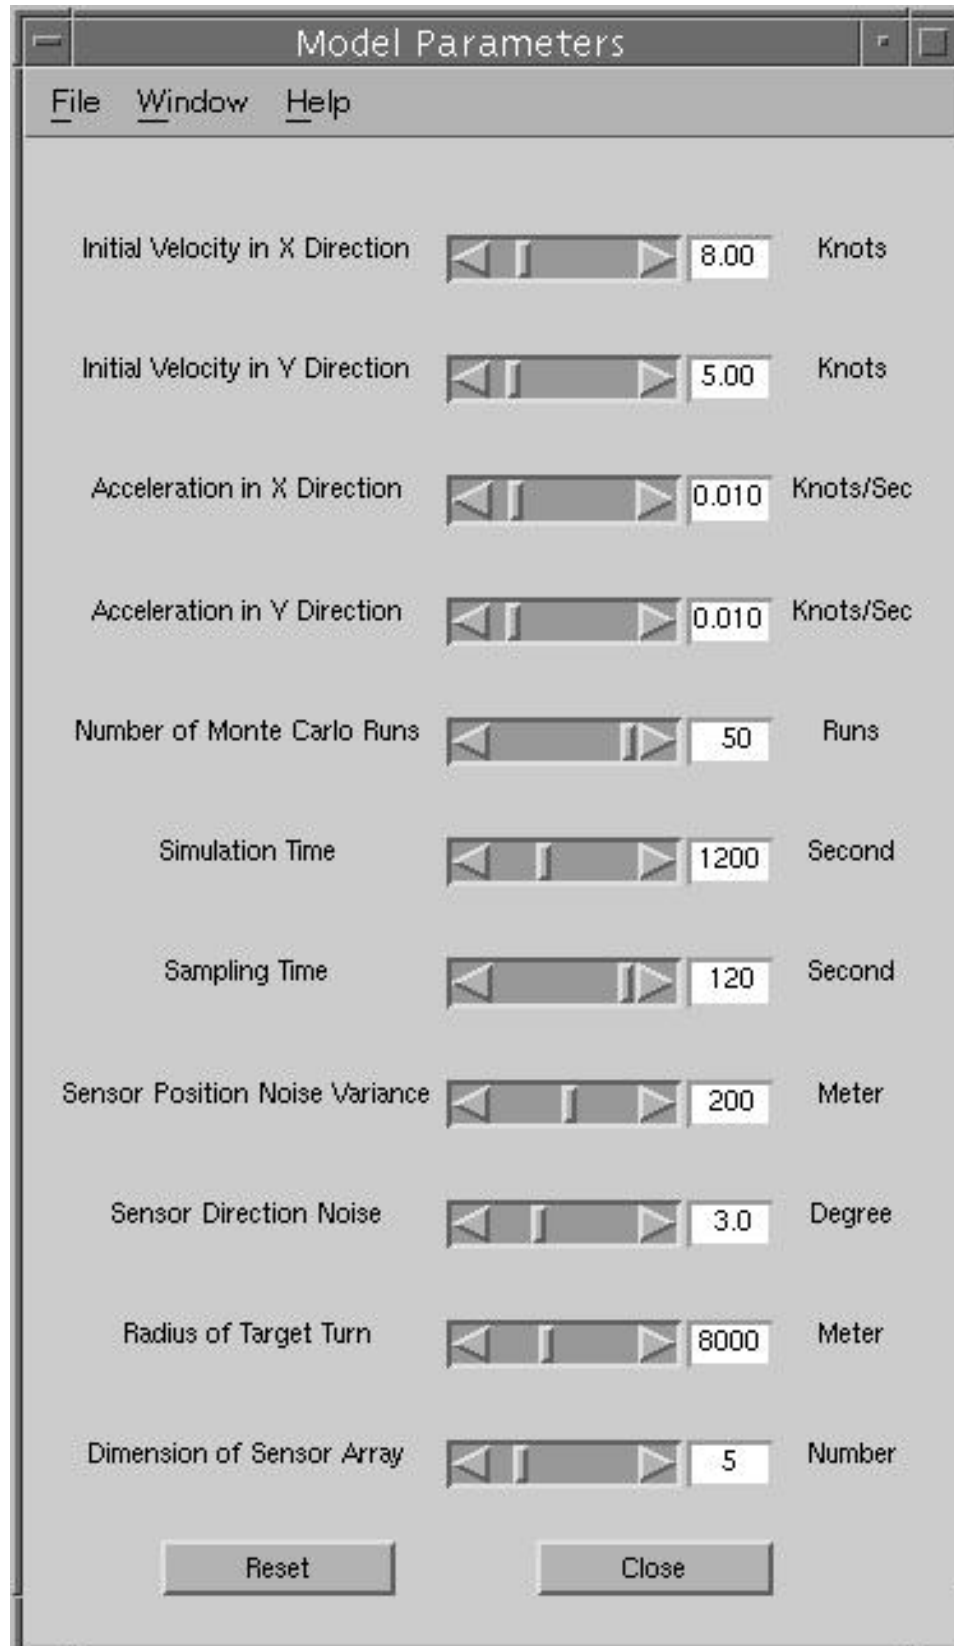 Model Parameters
File Window Help
Initial Velocity in X Direction 8.00 Knots
Initial Velocity in Y Direction 5.00 Knots
Acceleration in X Direction 0.010 Knots/Sec
Acceleration in Y Direction 0.010 Knots/Sec
Number of Monte Carlo Runs 50 Runs
Simulation Time 1200 Second
Sampling Time 120 Second
Sensor Position Noise Variance 200 Meter
Sensor Direction Noise 3.0 Degree
Radius of Target Turn 8000 Meter
Dimension of Sensor Array 5 Number
Reset Close